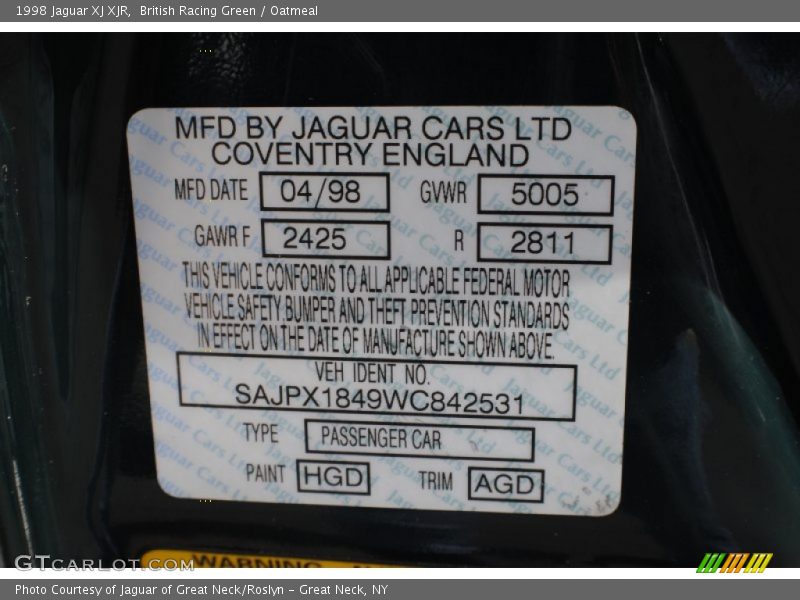 1998 Jaguar XJ XJR, British Racing Green / Oatmeal
MFD BY JAGUAR CARS LTD
COVENTRY ENGLAND
MFD DATE 04/98 GVWR 5005
GAWR F 2425 R 2811
THIS VEHICLE CONFORMS TO ALL APPLICABLE FEDERAL MOTOR
VEHICLE SAFETY, BUMPER AND THEFT PREVENTION STANDARDS
IN EFFECT ON THE DATE OF MANUFACTURE SHOWN ABOVE.
VEH IDENT NO.
SAJPX1849WC842531
TYPE PASSENGER CAR
PAINT HGD TRIM AGD
WARNING
GTCARLOT.COM
Photo Courtesy of Jaguar of Great Neck/Roslyn - Great Neck, NY